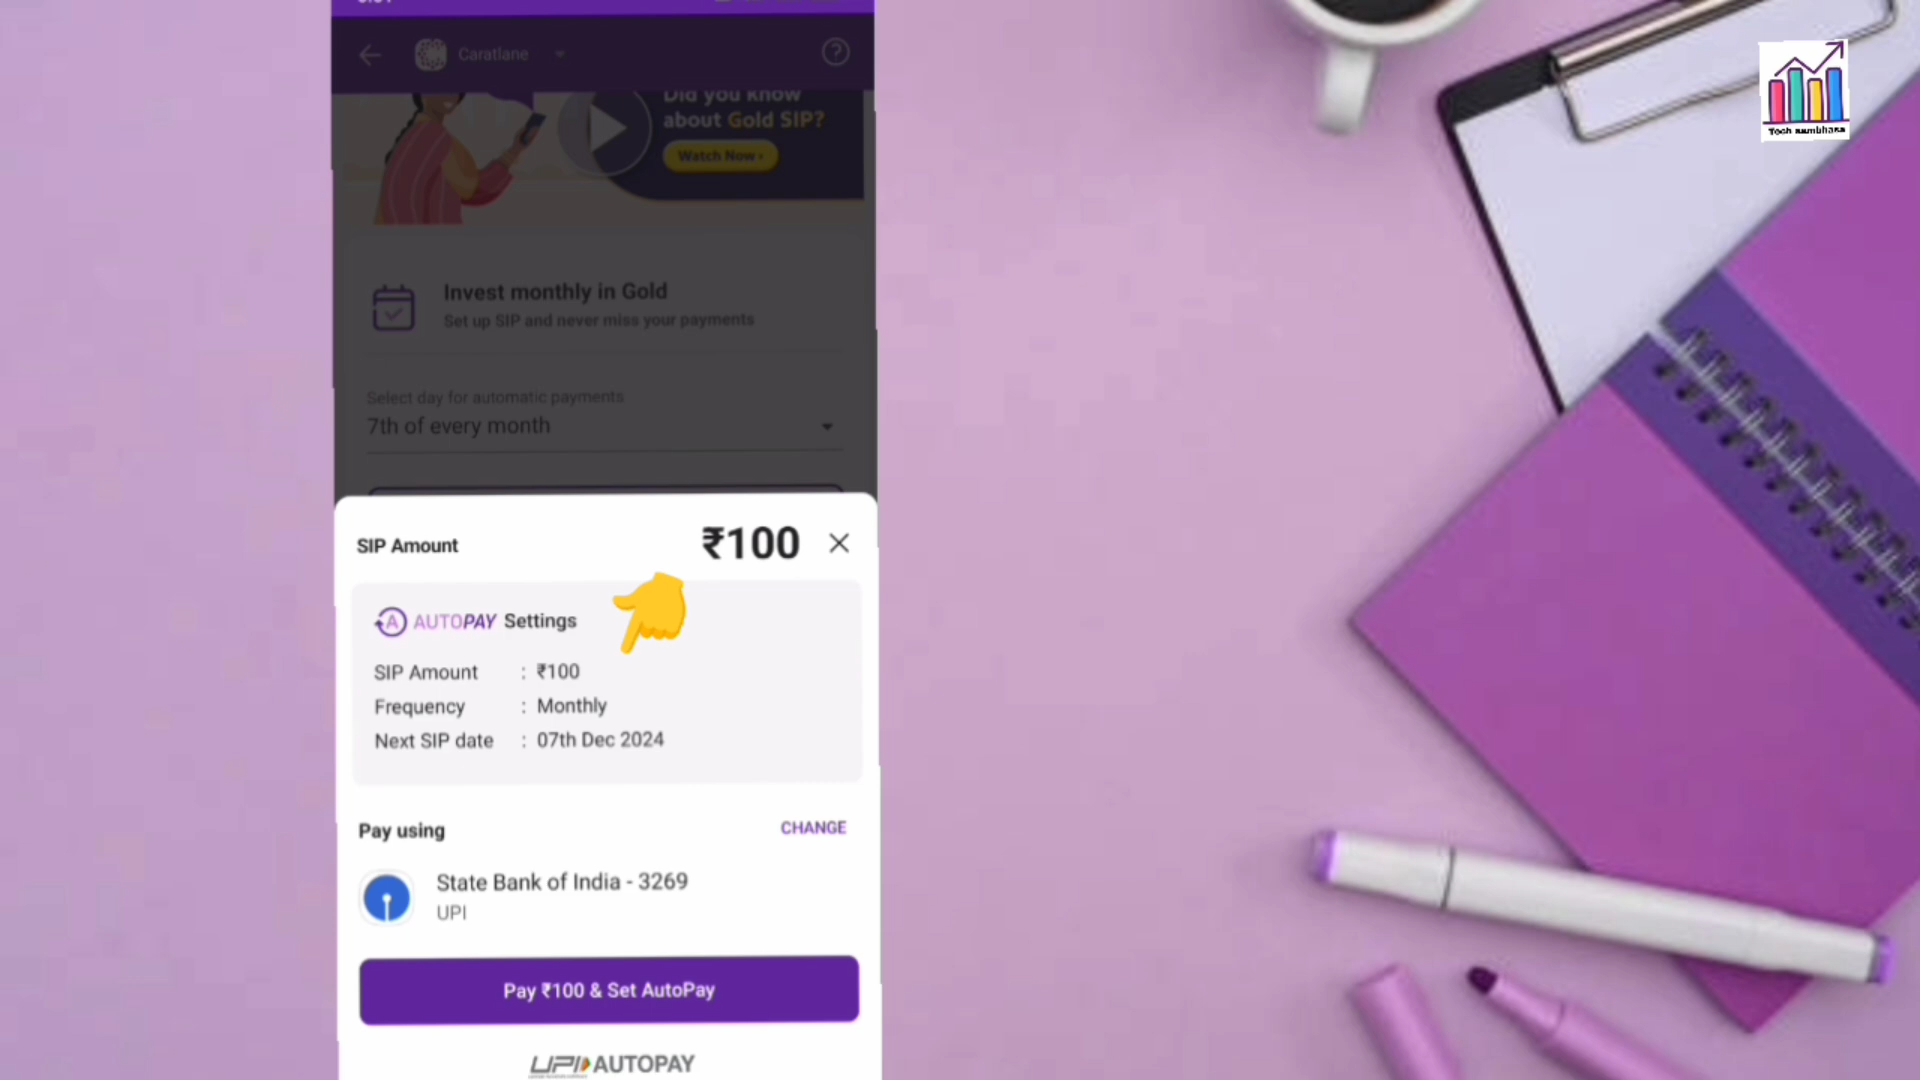 Caratlane
Did you know
about Gold SIP?
Watch Now ›
Invest monthly in Gold
Set up SIP and never miss your payments
Select day for automatic payments
7th of every month
SIP Amount ₹100
AUTOPAY Settings
SIP Amount : ₹100
Frequency : Monthly
Next SIP date : 07th Dec 2024
Pay using CHANGE
State Bank of India - 3269
UPI
Pay ₹100 & Set AutoPay
UPI AUTOPAY
Tech sambhasa